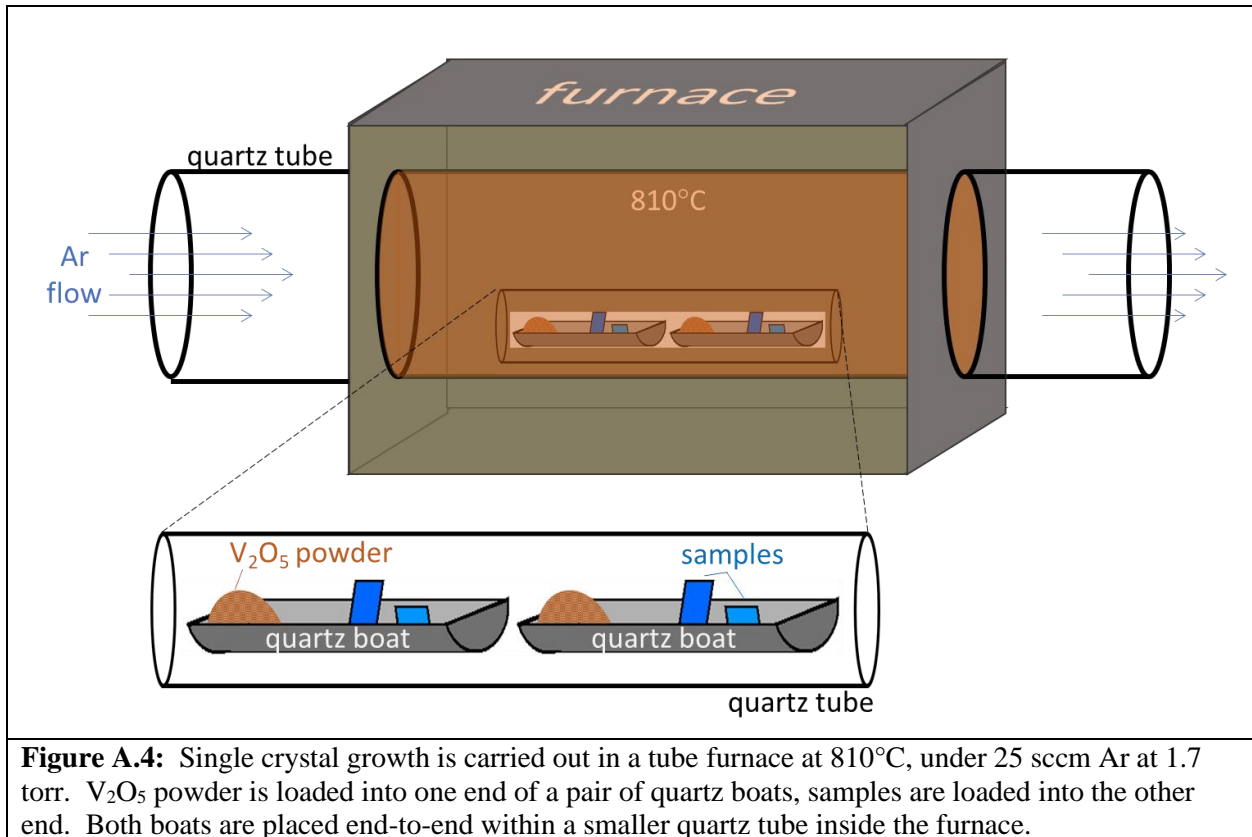 furnace
quartz tube
810°C
Ar
flow
V₂O₅ powder
samples
quartz boat
quartz boat
quartz tube
Figure A.4: Single crystal growth is carried out in a tube furnace at 810°C, under 25 sccm Ar at 1.7
torr. V₂O₅ powder is loaded into one end of a pair of quartz boats, samples are loaded into the other
end. Both boats are placed end-to-end within a smaller quartz tube inside the furnace.